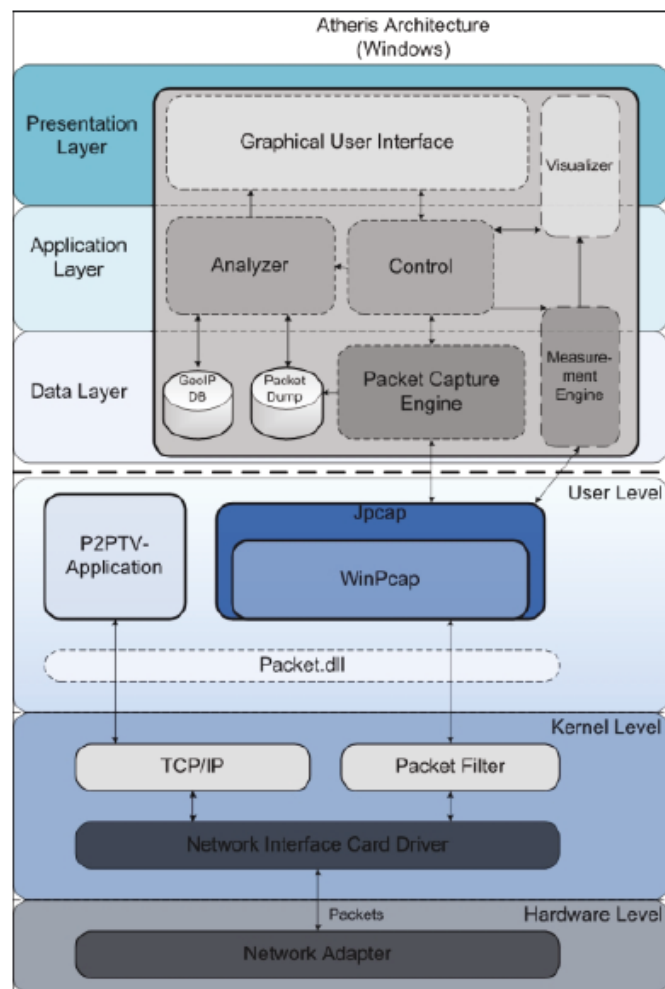 Atheris Architecture
(Windows)
Presentation
Layer
Graphical User Interface
Visualizer
Application
Layer
Analyzer
Control
Data Layer
GeoIP
DB
Packet
Dump
Packet Capture
Engine
Measure-
ment
Engine
User Level
P2PTV-
Application
Jpcap
WinPcap
Packet.dll
Kernel Level
TCP/IP
Packet Filter
Network Interface Card Driver
Packets
Hardware Level
Network Adapter